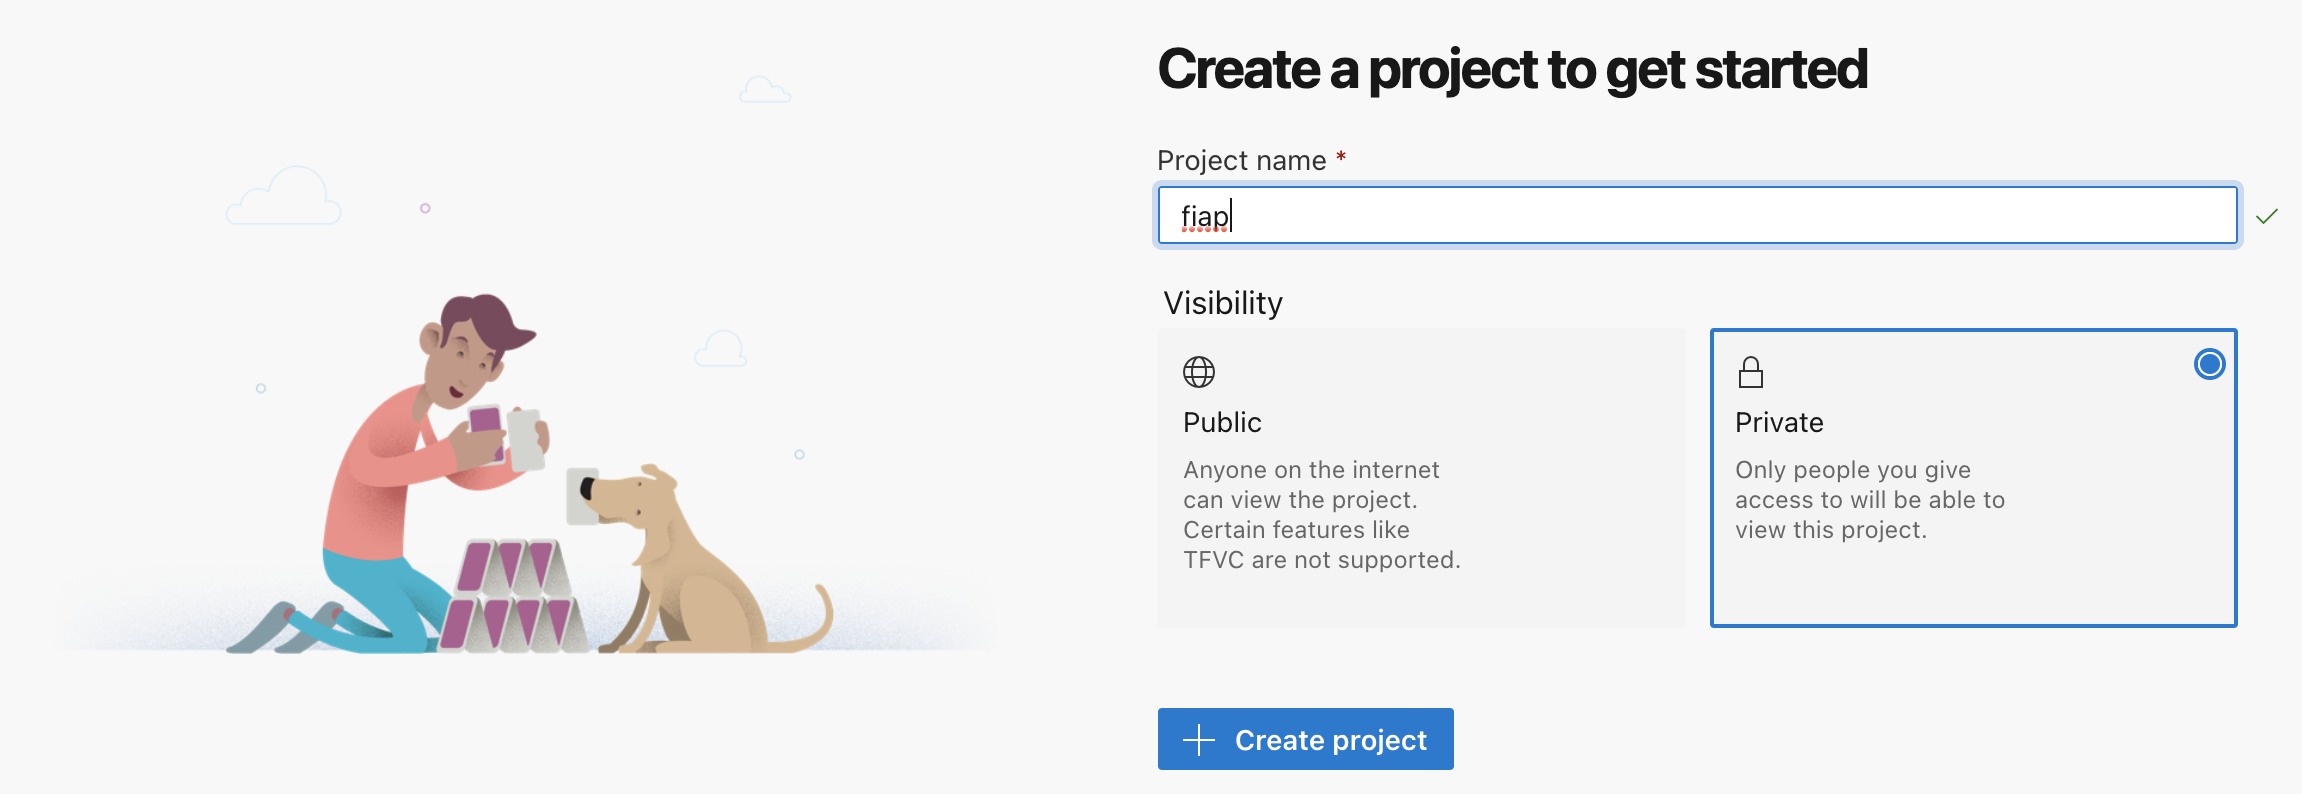 Create a project to get started
Project name *
fiap
Visibility
Public
Anyone on the internet
can view the project.
Certain features like
TFVC are not supported.
Private
Only people you give
access to will be able to
view this project.
Create project